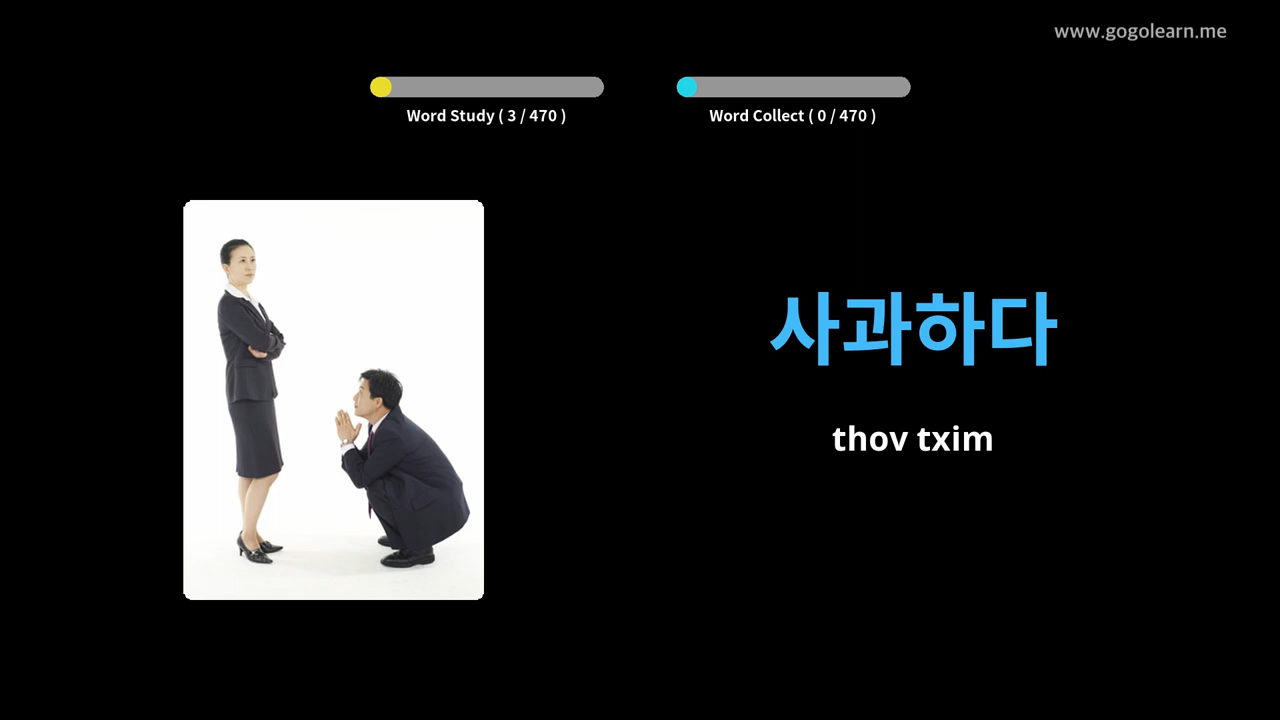 www.gogolearn.me
Word Study ( 3 / 470 )
Word Collect ( 0 / 470 )
사과하다
thov txim